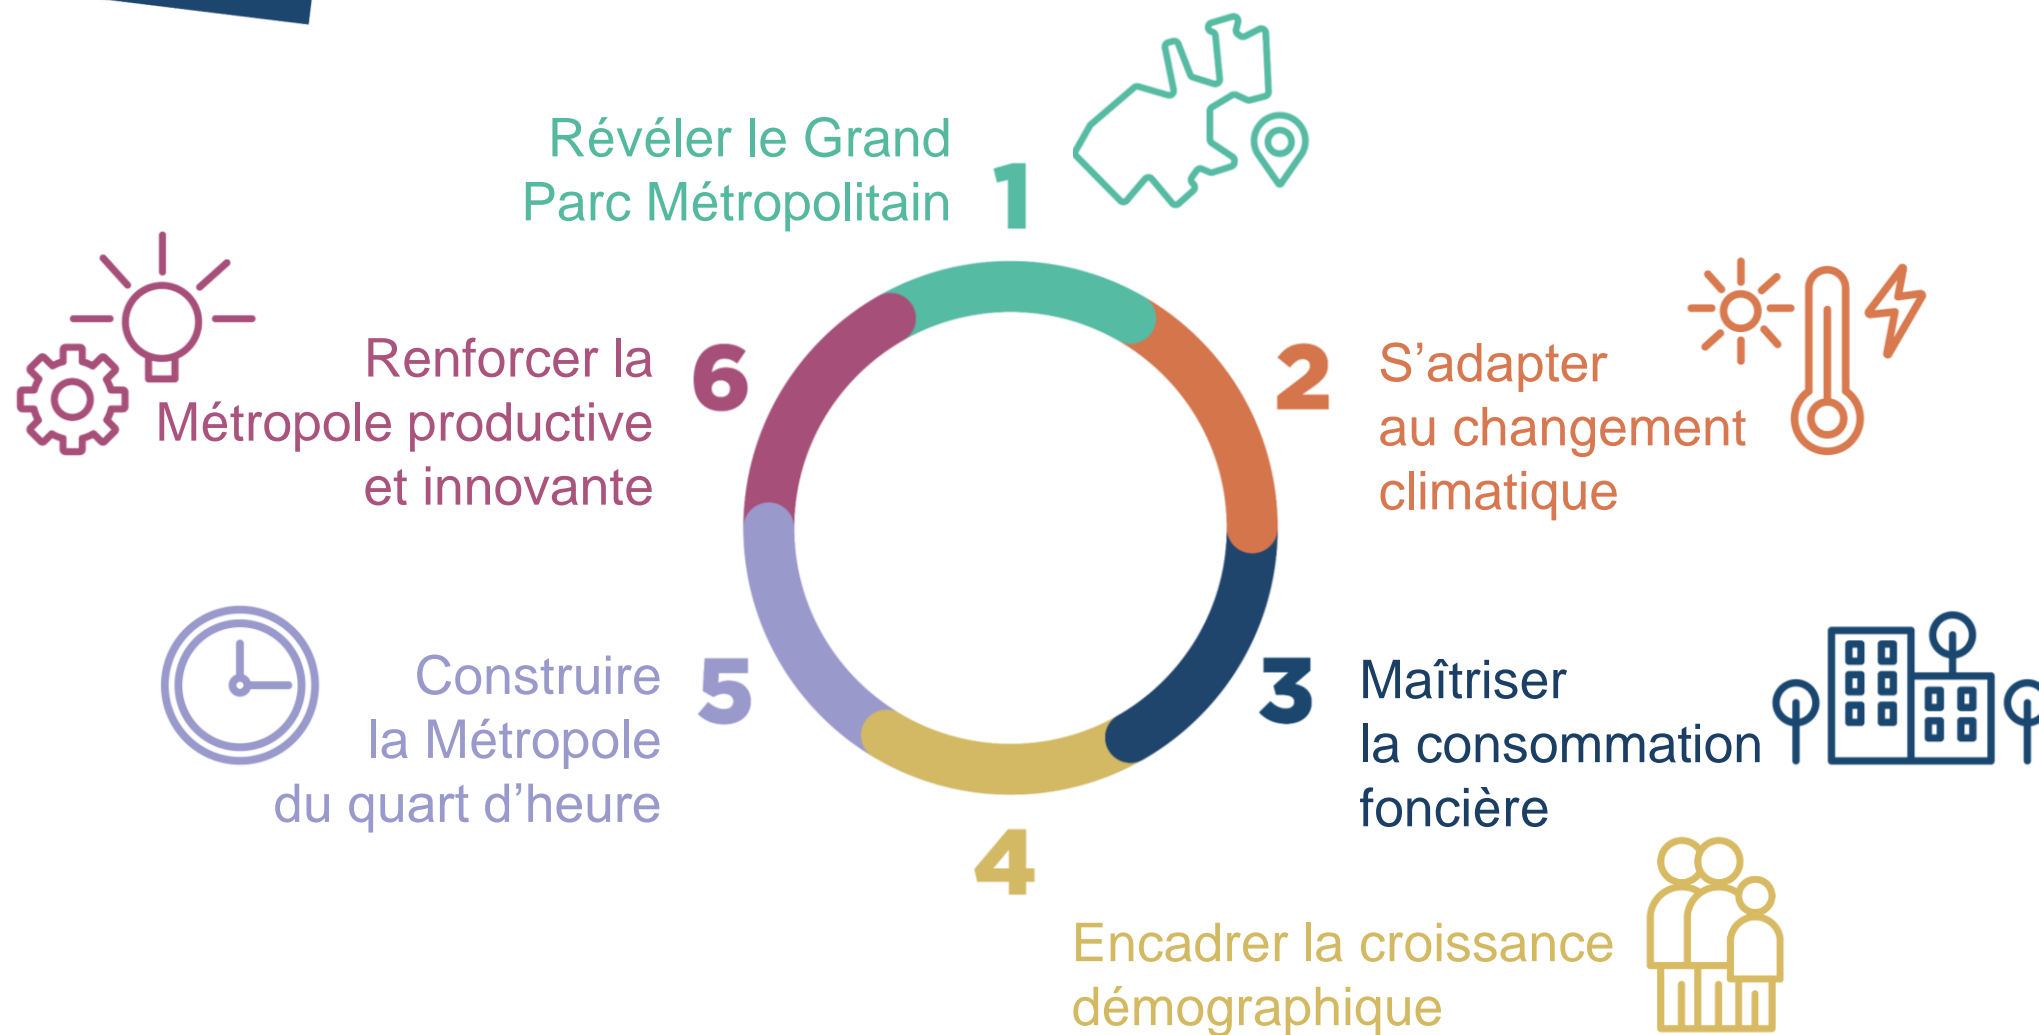 1
Révéler le Grand
Parc Métropolitain
2
S’adapter
au changement
climatique
3
Maîtriser
la consommation
foncière
4
Encadrer la croissance
démographique
5
Construire
la Métropole
du quart d’heure
6
Renforcer la
Métropole productive
et innovante